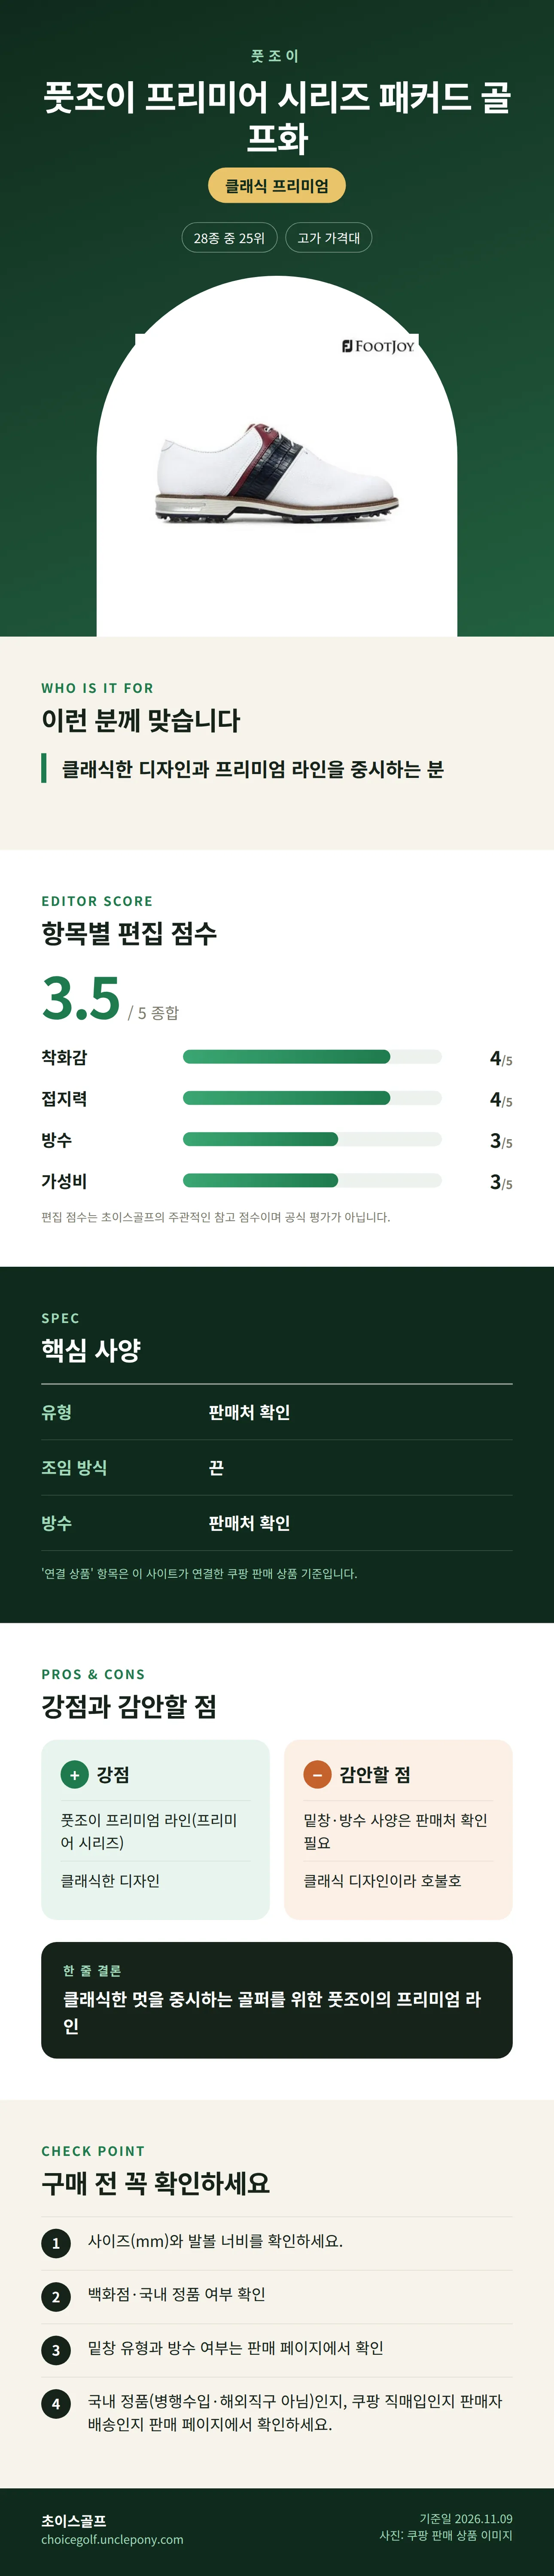 풋조이
풋조이 프리미어 시리즈 패커드 골
프화
클래식 프리미엄
28종 중 25위
고가 가격대
FOOTJOY
WHO IS IT FOR
이런 분께 맞습니다
클래식한 디자인과 프리미엄 라인을 중시하는 분
EDITOR SCORE
항목별 편집 점수
3.5 / 5 종합
착화감 4/5
접지력 4/5
방수 3/5
가성비 3/5
편집 점수는 초이스골프의 주관적인 참고 점수이며 공식 평가가 아닙니다.
SPEC
핵심 사양
유형 판매처 확인
조임 방식 끈
방수 판매처 확인
'연결 상품' 항목은 이 사이트가 연결한 쿠팡 판매 상품 기준입니다.
PROS & CONS
강점과 감안할 점
+ 강점
풋조이 프리미엄 라인(프리미
어 시리즈)
클래식한 디자인
− 감안할 점
밑창·방수 사양은 판매처 확인
필요
클래식 디자인이라 호불호
한 줄 결론
클래식한 멋을 중시하는 골퍼를 위한 풋조이의 프리미엄 라
인
CHECK POINT
구매 전 꼭 확인하세요
1 사이즈(mm)와 발볼 너비를 확인하세요.
2 백화점·국내 정품 여부 확인
3 밑창 유형과 방수 여부는 판매 페이지에서 확인
4 국내 정품(병행수입·해외직구 아님)인지, 쿠팡 직매입인지 판매자
배송인지 판매 페이지에서 확인하세요.
초이스골프
choicegolf.unclepony.com
기준일 2026.11.09
사진: 쿠팡 판매 상품 이미지